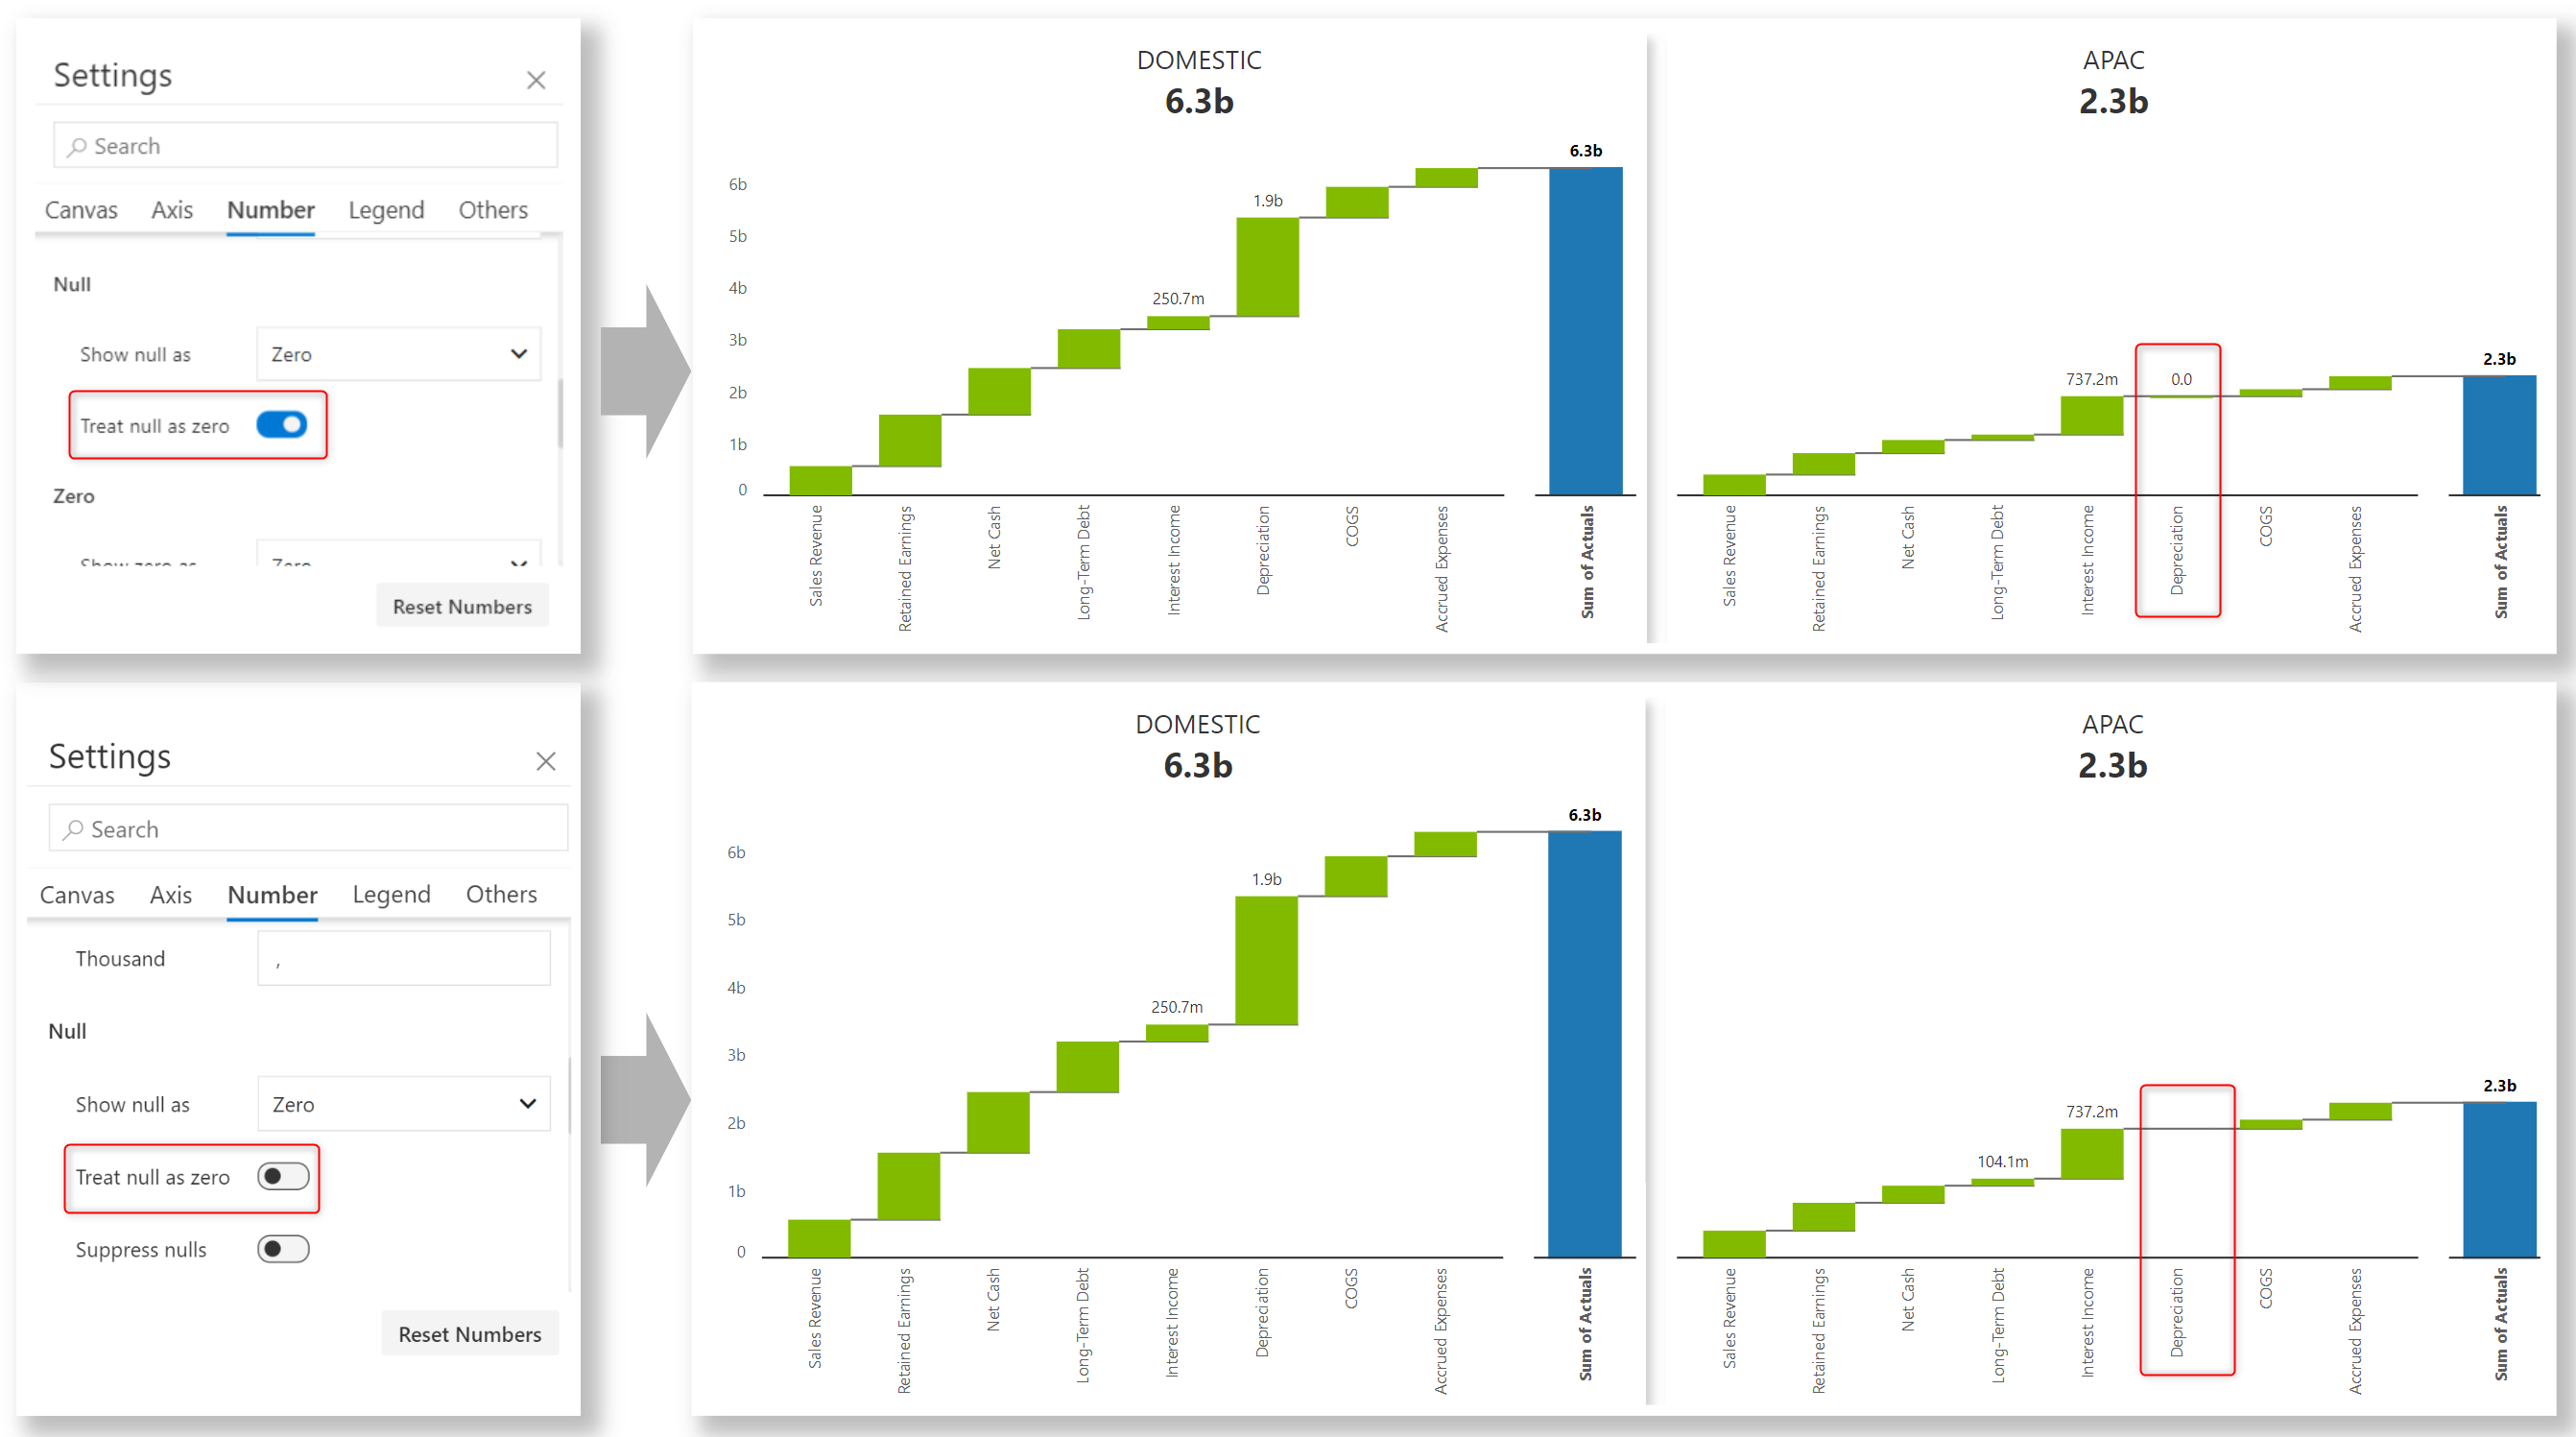 Settings
Search
Canvas Axis Number Legend Others
Null
Show null as Zero
Treat null as zero
Zero
Show zero as Zero
Reset Numbers
DOMESTIC
6.3b
6.3b
6b
5b
4b
3b
2b
1b
0
1.9b
250.7m
Sales Revenue
Retained Earnings
Net Cash
Long-Term Debt
Interest Income
Depreciation
COGS
Accrued Expenses
Sum of Actuals
APAC
2.3b
2.3b
737.2m
0.0
Sales Revenue
Retained Earnings
Net Cash
Long-Term Debt
Interest Income
Depreciation
COGS
Accrued Expenses
Sum of Actuals
Settings
Search
Canvas Axis Number Legend Others
Thousand ,
Null
Show null as Zero
Treat null as zero
Suppress nulls
Reset Numbers
DOMESTIC
6.3b
6.3b
6b
5b
4b
3b
2b
1b
0
1.9b
250.7m
Sales Revenue
Retained Earnings
Net Cash
Long-Term Debt
Interest Income
Depreciation
COGS
Accrued Expenses
Sum of Actuals
APAC
2.3b
2.3b
737.2m
104.1m
Sales Revenue
Retained Earnings
Net Cash
Long-Term Debt
Interest Income
Depreciation
COGS
Accrued Expenses
Sum of Actuals